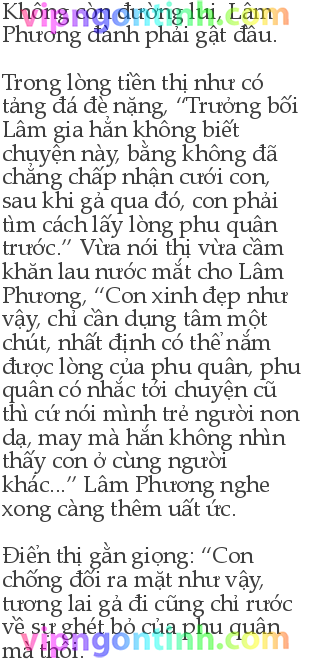 Không còn đường lui, Lâm
Phương đành phải gật đầu.
Trong lòng tiền thị như có
tảng đá đè nặng, “Trưởng bối
Lâm gia hẳn không biết
chuyện này, bằng không đã
chẳng chấp nhận cưới con,
sau khi gả qua đó, con phải
tìm cách lấy lòng phu quân
trước.” Vừa nói thị vừa cầm
khăn lau nước mắt cho Lâm
Phương, “Con xinh đẹp như
vậy, chỉ cần dụng tâm một
chút, nhất định có thể nắm
được lòng của phu quân, phu
quân có nhắc tới chuyện cũ
thì cứ nói mình trẻ người non
dạ, may mà hắn không nhìn
thấy con ở cùng người
khác...” Lâm Phương nghe
xong càng thêm uất ức.
Điển thị gằn giọng: “Con
chống đối ra mặt như vậy,
tương lai gả đi cũng chỉ rước
về sự ghét bỏ của phu quân
mà thôi.
vipngontinh.com
vipngontinh.com